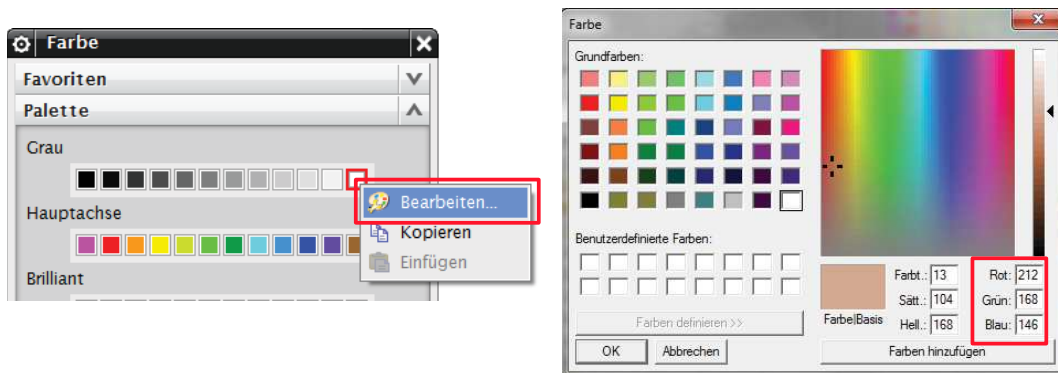 Farbe
Favoriten
Palette
Grau
Bearbeiten...
Hauptachse
Kopieren
Einfügen
Brilliant
Farbe
Grundfarben:
Benutzerdefinierte Farben:
Farben definieren >>
OK
Abbrechen
Farbe|Basis
Farbt.: 13
Rot: 212
Sätt.: 104
Grün: 168
Hell.: 168
Blau: 146
Farben hinzufügen